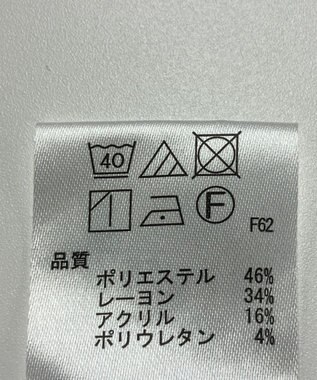 40
F
F62
品質
ポリエステル 46%
レーヨン 34%
アクリル 16%
ポリウレタン 4%